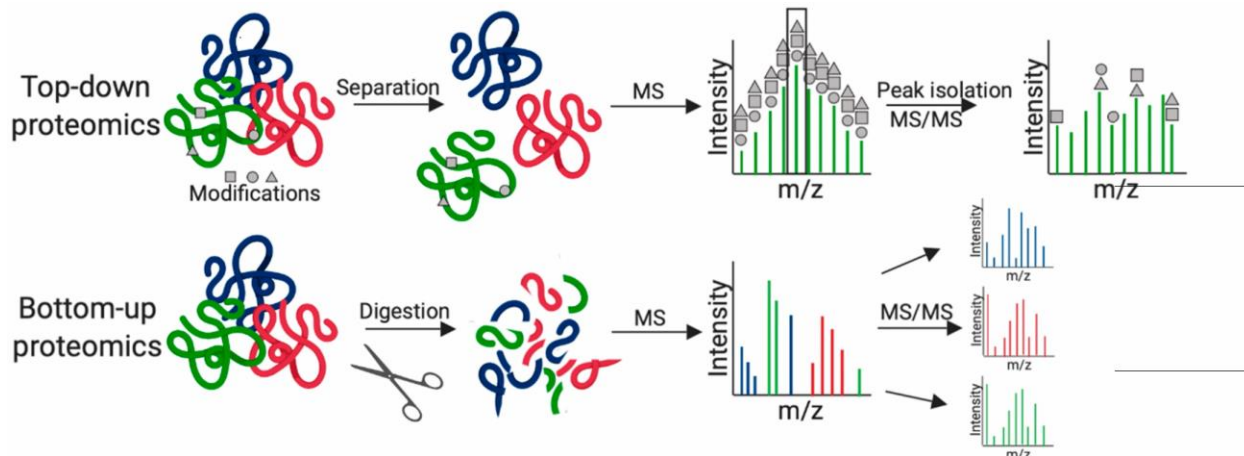 Top-down
proteomics
Modifications
Separation
MS
Intensity
m/z
Peak isolation
MS/MS
Intensity
m/z
Bottom-up
proteomics
Digestion
MS
Intensity
m/z
MS/MS
Intensity
m/z
Intensity
m/z
Intensity
m/z